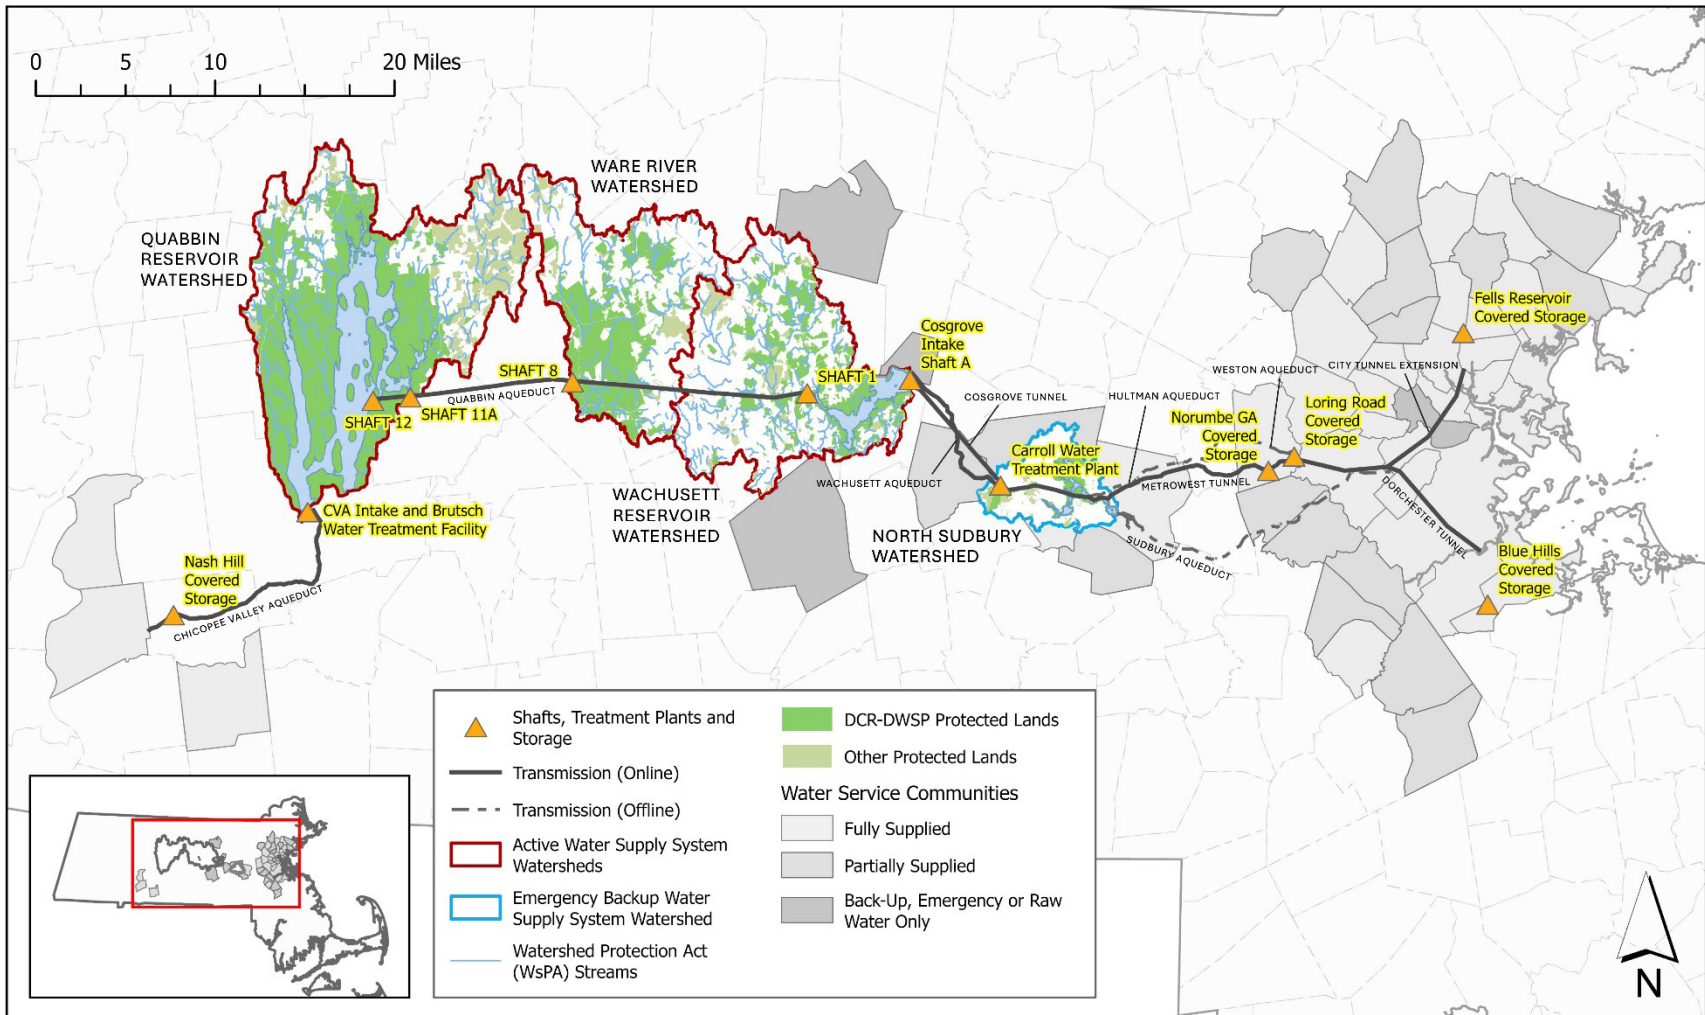 0 5 10 20 Miles
WARE RIVER
WATERSHED
QUABBIN
RESERVOIR
WATERSHED
Fells Reservoir
Covered Storage
Cosgrove
Intake
Shaft A
SHAFT 8
SHAFT 1
QUABBIN AQUEDUCT
SHAFT 12
SHAFT 11A
WESTON AQUEDUCT
CITY TUNNEL EXTENSION
COSGROVE TUNNEL
HULTMAN AQUEDUCT
Norumbe GA
Covered
Storage
Loring Road
Covered
Storage
Carroll Water
Treatment Plant
WACHUSETT AQUEDUCT
METROWEST TUNNEL
DORCHESTER TUNNEL
WACHUSETT
RESERVOIR
WATERSHED
CVA Intake and Brutsch
Water Treatment Facility
NORTH SUDBURY
WATERSHED
SUDBURY AQUEDUCT
Blue Hills
Covered
Storage
Nash Hill
Covered
Storage
CHICOPEE VALLEY AQUEDUCT
Shafts, Treatment Plants and
Storage
Transmission (Online)
Transmission (Offline)
Active Water Supply System
Watersheds
Emergency Backup Water
Supply System Watershed
Watershed Protection Act
(WsPA) Streams
DCR-DWSP Protected Lands
Other Protected Lands
Water Service Communities
Fully Supplied
Partially Supplied
Back-Up, Emergency or Raw
Water Only
N